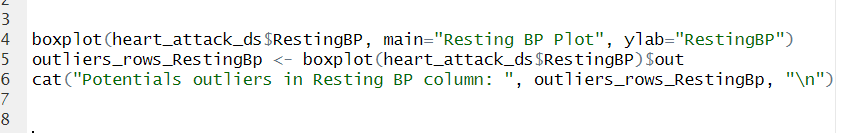 3
4 boxplot(heart_attack_ds$RestingBP, main="Resting BP Plot", ylab="RestingBP")
5 outliers_rows_RestingBp <- boxplot(heart_attack_ds$RestingBP)$out
6 cat("Potentials outliers in Resting BP column: ", outliers_rows_RestingBp, "\n")
7
8